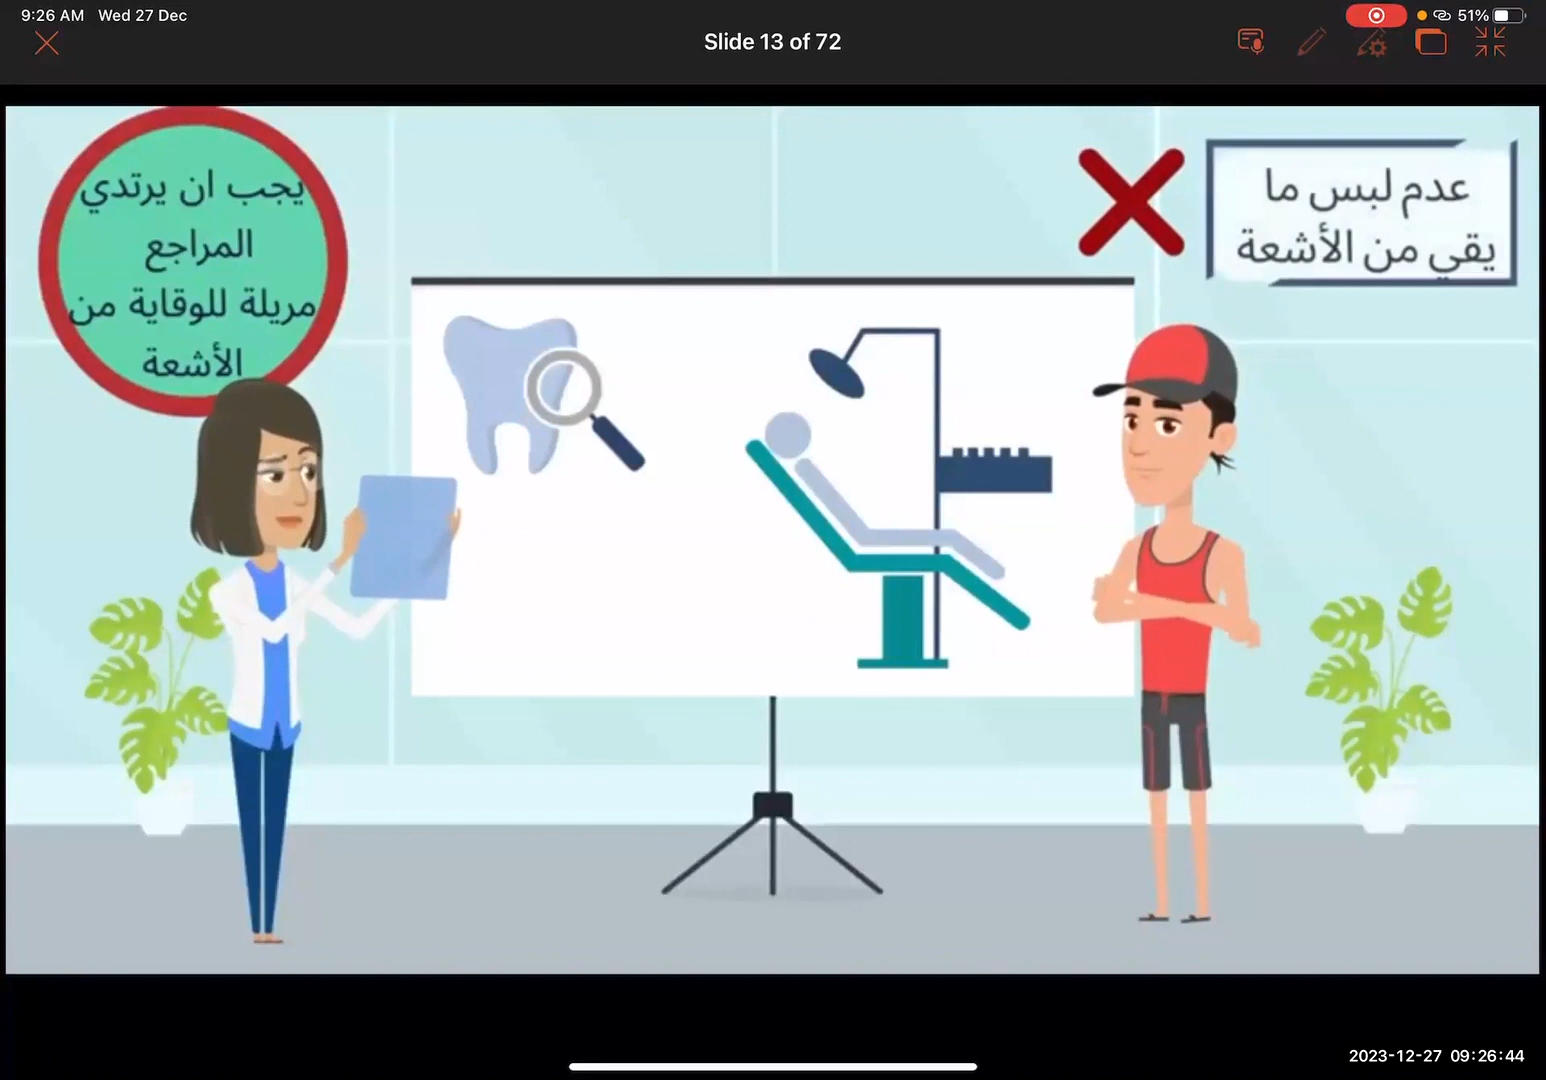 9:26 AM Wed 27 Dec
51%
Slide 13 of 72
عدم لبس ما
يقي من الأشعة
يجب ان يرتدي
المراجع
مريلة للوقاية من
الأشعة
2023-12-27 09:26:44